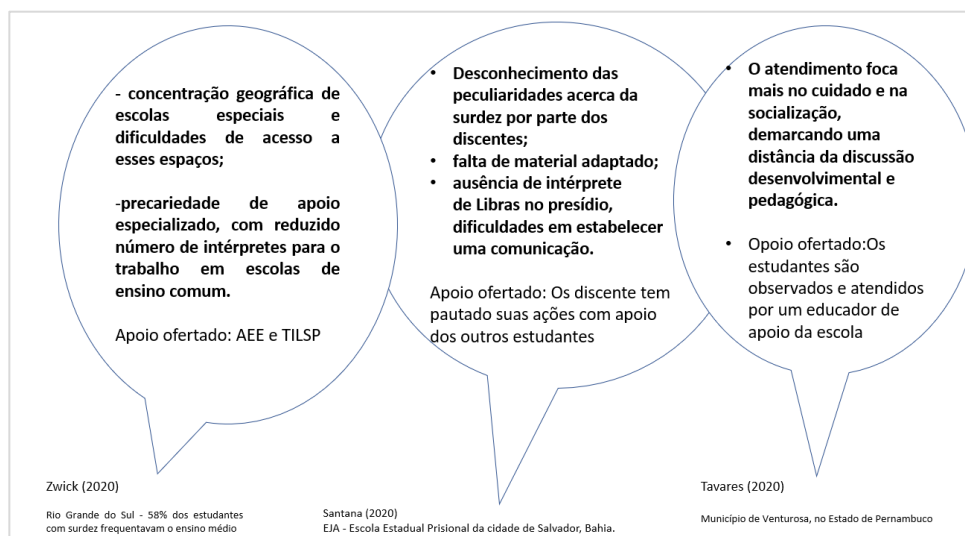 - concentração geográfica de
escolas especiais e
dificuldades de acesso a
esses espaços;
-precariedade de apoio
especializado, com reduzido
número de intérpretes para o
trabalho em escolas de
ensino comum.
Apoio ofertado: AEE e TILSP
Zwick (2020)
Rio Grande do Sul - 58% dos estudantes
com surdez frequentavam o ensino médio
• Desconhecimento das
peculiaridades acerca da
surdez por parte dos
discentes;
• falta de material adaptado;
• ausência de intérprete
de Libras no presídio,
dificuldades em estabelecer
uma comunicação.
Apoio ofertado: Os discente tem
pautado suas ações com apoio
dos outros estudantes
Santana (2020)
EJA - Escola Estadual Prisional da cidade de Salvador, Bahia.
• O atendimento foca
mais no cuidado e na
socialização,
demarcando uma
distância da discussão
desenvolvimental e
pedagógica.
• Opoio ofertado:Os
estudantes são
observados e atendidos
por um educador de
apoio da escola
Tavares (2020)
Município de Venturosa, no Estado de Pernambuco